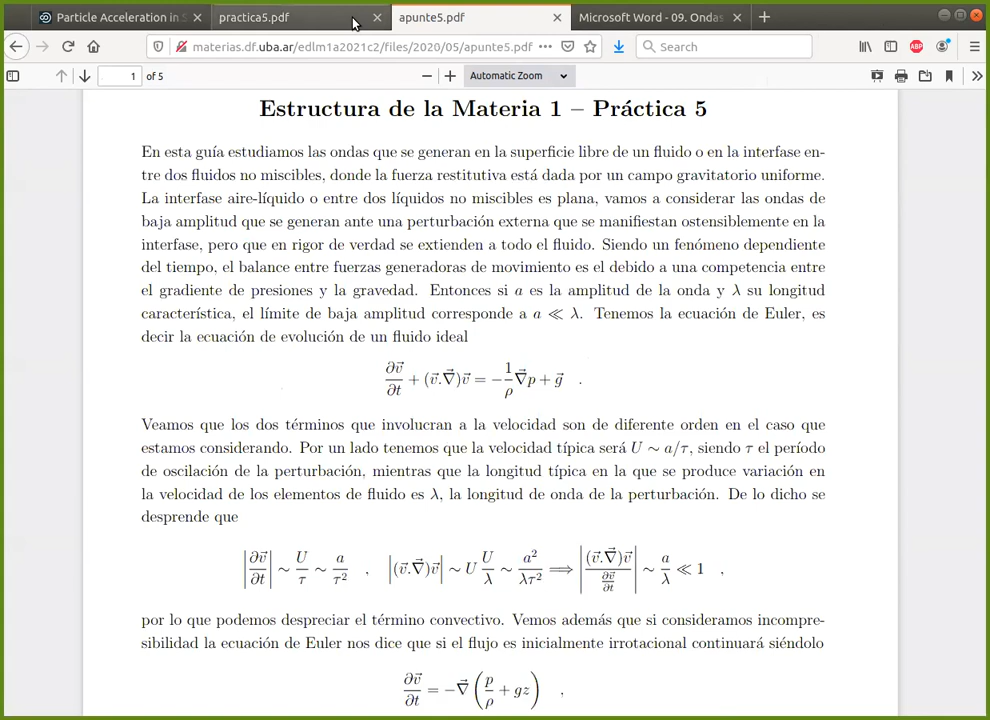 Particle Acceleration in S
practica5.pdf
apunte5.pdf
Microsoft Word - 09. Ondas
materias.df.uba.ar/edlm1a2021c2/files/2020/05/apunte5.pdf
Search
ABP
1 of 5
Automatic Zoom
Estructura de la Materia 1 – Práctica 5
En esta guía estudiamos las ondas que se generan en la superficie libre de un fluido o en la interfase en-
tre dos fluidos no miscibles, donde la fuerza restitutiva está dada por un campo gravitatorio uniforme.
La interfase aire-líquido o entre dos líquidos no miscibles es plana, vamos a considerar las ondas de
baja amplitud que se generan ante una perturbación externa que se manifiestan ostensiblemente en la
interfase, pero que en rigor de verdad se extienden a todo el fluido. Siendo un fenómeno dependiente
del tiempo, el balance entre fuerzas generadoras de movimiento es el debido a una competencia entre
el gradiente de presiones y la gravedad. Entonces si a es la amplitud de la onda y λ su longitud
característica, el límite de baja amplitud corresponde a a ≪ λ. Tenemos la ecuación de Euler, es
decir la ecuación de evolución de un fluido ideal
∂v⃗/∂t + (v⃗.∇⃗)v⃗ = −1/ρ ∇⃗p + g⃗ .
Veamos que los dos términos que involucran a la velocidad son de diferente orden en el caso que
estamos considerando. Por un lado tenemos que la velocidad típica será U ∼ a/τ, siendo τ el período
de oscilación de la perturbación, mientras que la longitud típica en la que se produce variación en
la velocidad de los elementos de fluido es λ, la longitud de onda de la perturbación. De lo dicho se
desprende que
|∂v⃗/∂t| ∼ U/τ ∼ a/τ² , |(v⃗.∇⃗)v⃗| ∼ U U/λ ∼ a²/λτ² ⟹ |(v⃗.∇⃗)v⃗ / ∂v⃗/∂t| ∼ a/λ ≪ 1 ,
por lo que podemos despreciar el término convectivo. Vemos además que si consideramos incompre-
sibilidad la ecuación de Euler nos dice que si el flujo es inicialmente irrotacional continuará siéndolo
∂v⃗/∂t = −∇⃗ (p/ρ + gz) ,